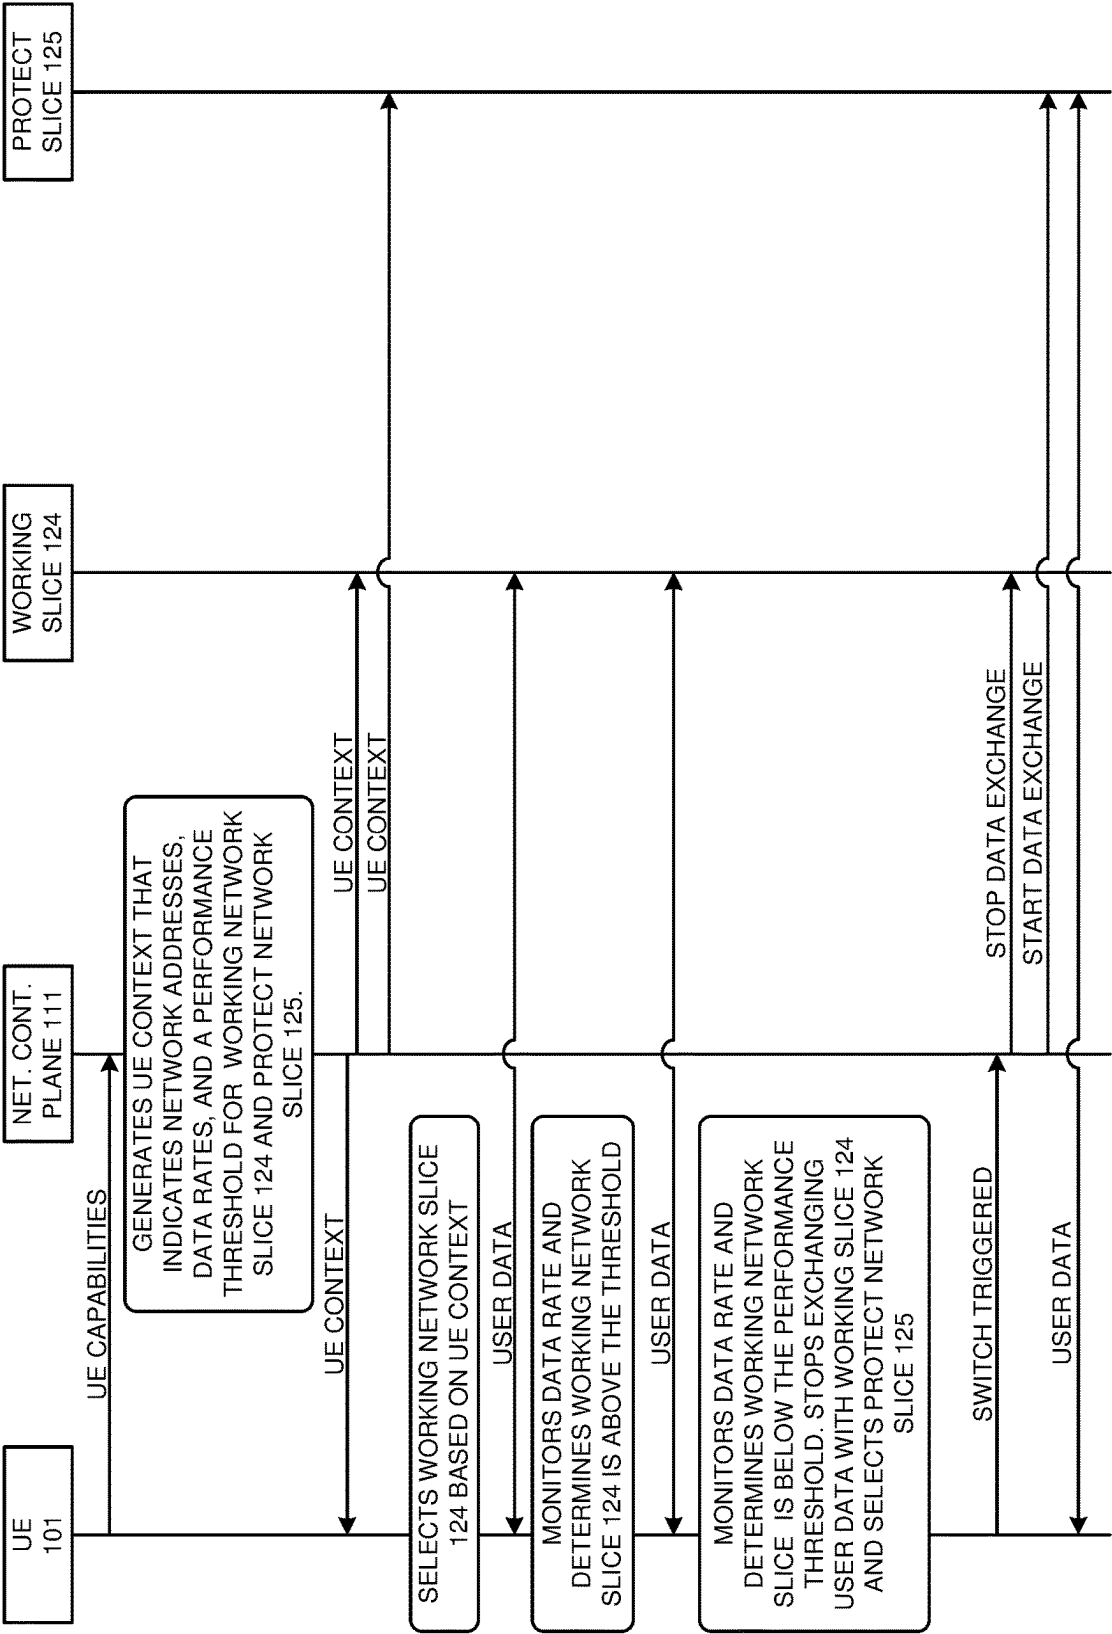 UE
101
NET. CONT.
PLANE 111
WORKING
SLICE 124
PROTECT
SLICE 125
UE CAPABILITIES
GENERATES UE CONTEXT THAT
INDICATES NETWORK ADDRESSES,
DATA RATES, AND A PERFORMANCE
THRESHOLD FOR WORKING NETWORK
SLICE 124 AND PROTECT NETWORK
SLICE 125.
UE CONTEXT
UE CONTEXT
UE CONTEXT
SELECTS WORKING NETWORK SLICE
124 BASED ON UE CONTEXT
USER DATA
MONITORS DATA RATE AND
DETERMINES WORKING NETWORK
SLICE 124 IS ABOVE THE THRESHOLD
USER DATA
MONITORS DATA RATE AND
DETERMINES WORKING NETWORK
SLICE IS BELOW THE PERFORMANCE
THRESHOLD. STOPS EXCHANGING
USER DATA WITH WORKING SLICE 124
AND SELECTS PROTECT NETWORK
SLICE 125
SWITCH TRIGGERED
STOP DATA EXCHANGE
START DATA EXCHANGE
USER DATA